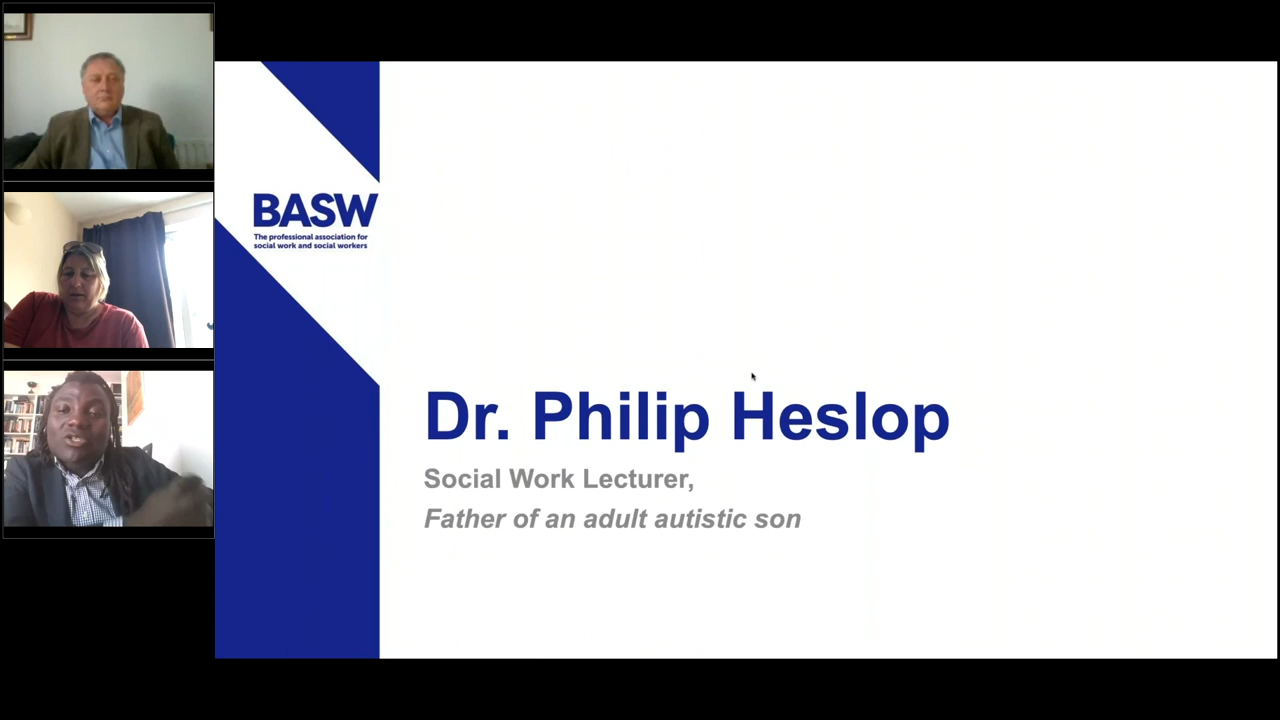 BASW
The professional association for
social work and social workers
Dr. Philip Heslop
Social Work Lecturer,
Father of an adult autistic son